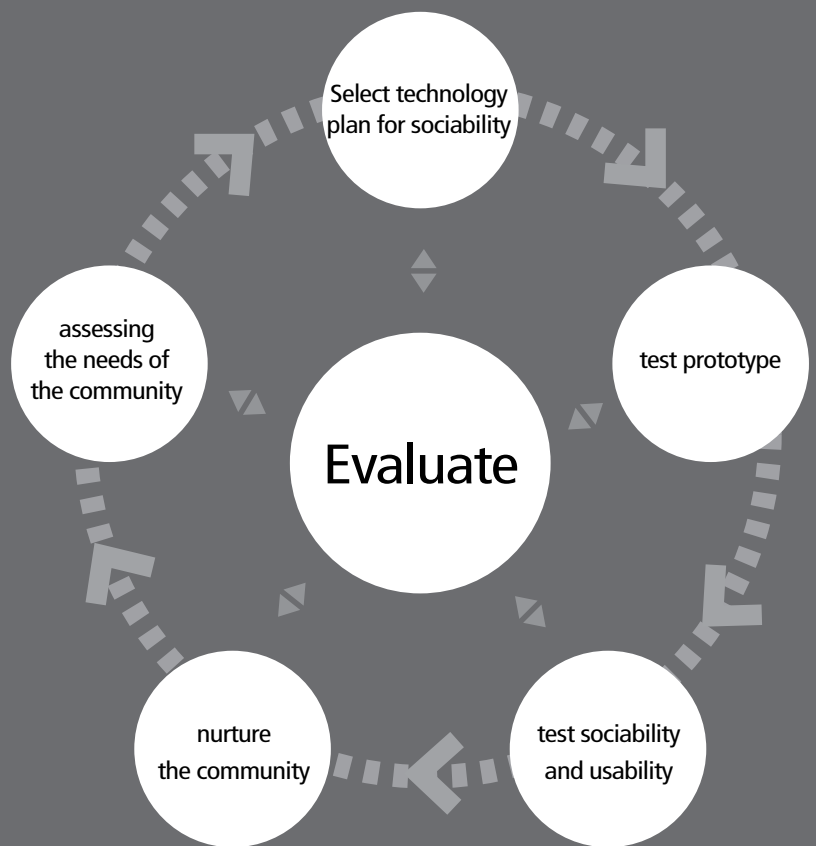 Select technology
plan for sociability
assessing
the needs of
the community
test prototype
Evaluate
nurture
the community
test sociability
and usability